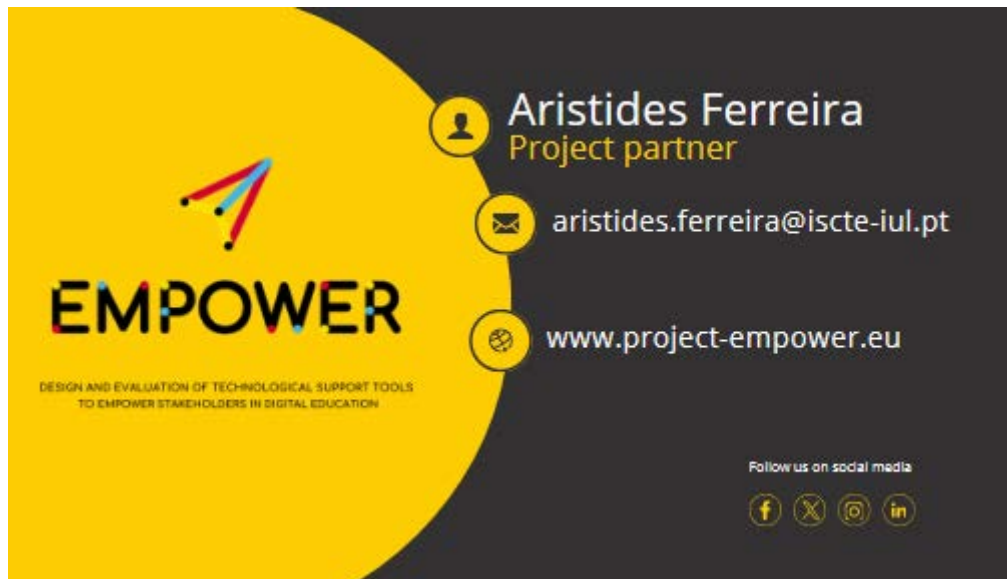 EMPOWER
DESIGN AND EVALUATION OF TECHNOLOGICAL SUPPORT TOOLS
TO EMPOWER STAKEHOLDERS IN DIGITAL EDUCATION
Aristides Ferreira
Project partner
aristides.ferreira@iscte-iul.pt
www.project-empower.eu
Follow us on social media